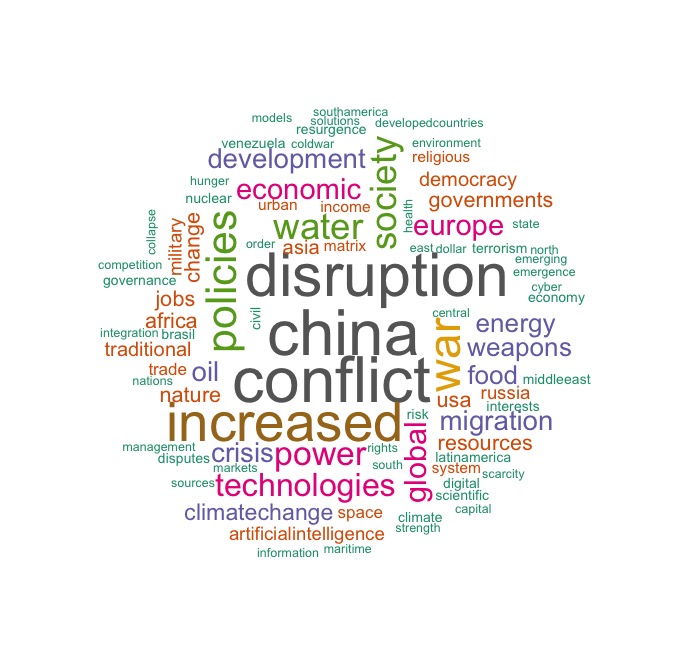 southamerica
models
solutions
developedcountries
resurgence
venezuela
coldwar
society
environment
development
religious
hunger
economic
democracy
nuclear
urban
income
health
governments
policies
military
change
collapse
water
europe
state
order
asia
matrix
east
dollar
terrorism
north
disruption
emerging
competition
emergence
governance
cyber
jobs
economy
civil
central
africa
china
war
energy
integration
brasil
traditional
weapons
trade
oil
conflict
food
middleeast
nations
nature
usa
russia
interests
increased
risk
migration
global
management
crisis
power
rights
resources
disputes
latinamerica
markets
south
system
scarcity
sources
technologies
digital
scientific
climatechange
space
climate
capital
strength
artificialintelligence
information
maritime